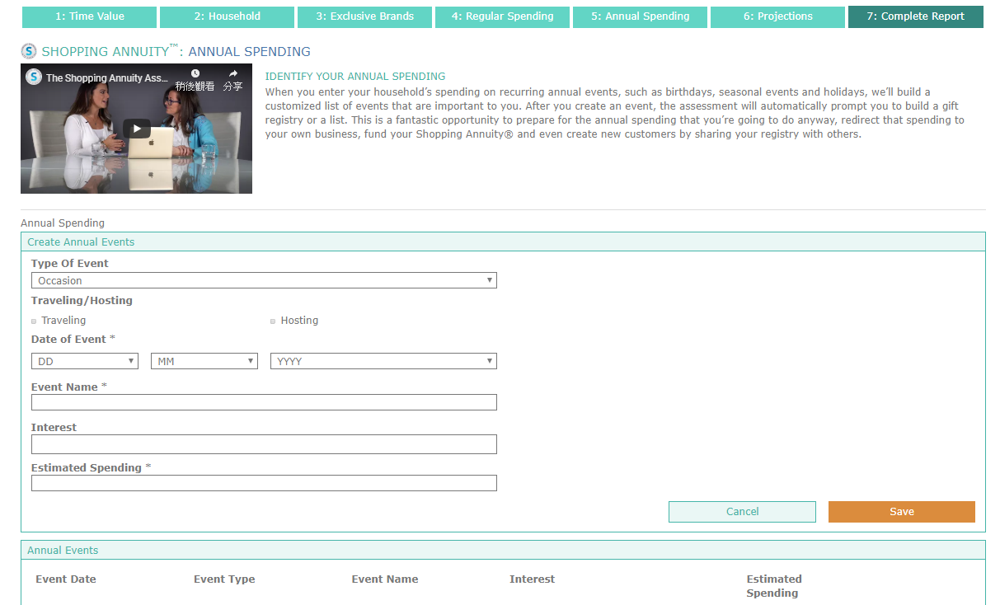 1: Time Value
2: Household
3: Exclusive Brands
4: Regular Spending
5: Annual Spending
6: Projections
7: Complete Report
S SHOPPING ANNUITY™: ANNUAL SPENDING
S The Shopping Annuity Ass...
稍後觀看 分享
IDENTIFY YOUR ANNUAL SPENDING
When you enter your household's spending on recurring annual events, such as birthdays, seasonal events and holidays, we'll build a
customized list of events that are important to you. After you create an event, the assessment will automatically prompt you to build a gift
registry or a list. This is a fantastic opportunity to prepare for the annual spending that you're going to do anyway, redirect that spending to
your own business, fund your Shopping Annuity® and even create new customers by sharing your registry with others.
Annual Spending
Create Annual Events
Type Of Event
Occasion
Traveling/Hosting
Traveling
Hosting
Date of Event *
DD
MM
YYYY
Event Name *
Interest
Estimated Spending *
Cancel
Save
Annual Events
Event Date
Event Type
Event Name
Interest
Estimated
Spending